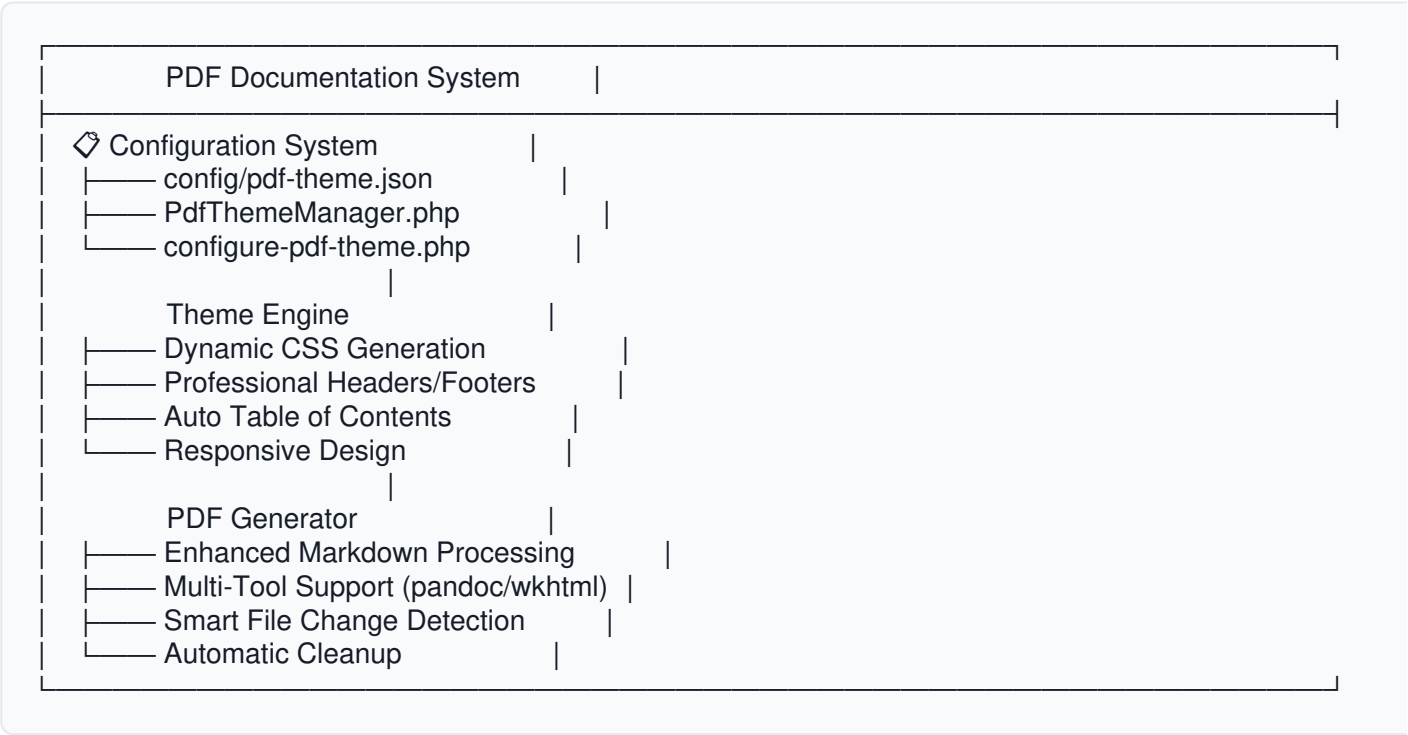 PDF Documentation System
📋 Configuration System
├── config/pdf-theme.json
├── PdfThemeManager.php
└── configure-pdf-theme.php
Theme Engine
├── Dynamic CSS Generation
├── Professional Headers/Footers
├── Auto Table of Contents
└── Responsive Design
PDF Generator
├── Enhanced Markdown Processing
├── Multi-Tool Support (pandoc/wkhtml)
├── Smart File Change Detection
└── Automatic Cleanup